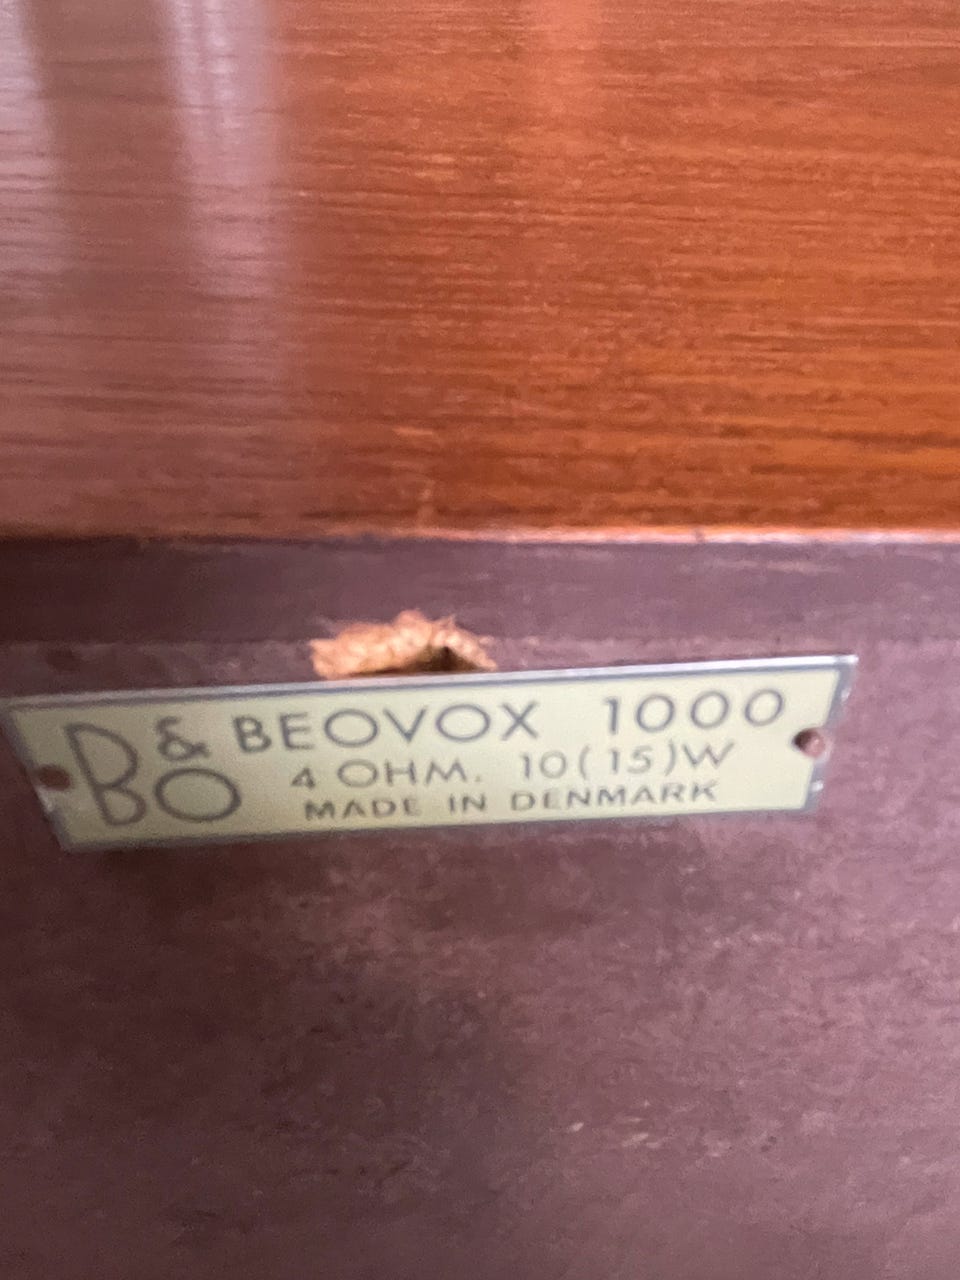 B&O BEOVOX 1000
4 OHM. 10(15)W
MADE IN DENMARK